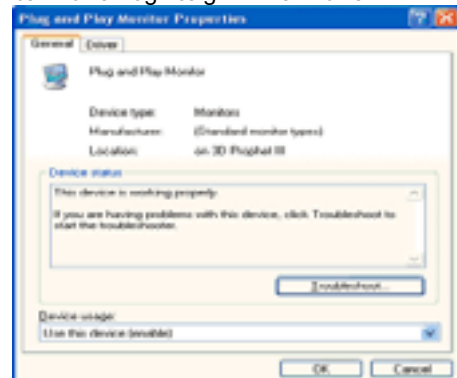 Plug and Play Monitor Properties
General Driver
Plug and Play Monitor
Device type: Monitors
Manufacturer: (Standard monitor types)
Location: on 3D Prophet III
Device status
This device is working properly.
If you are having problems with this device, click Troubleshoot to
start the troubleshooter.
Troubleshoot...
Device usage:
Use this device (enable)
OK Cancel